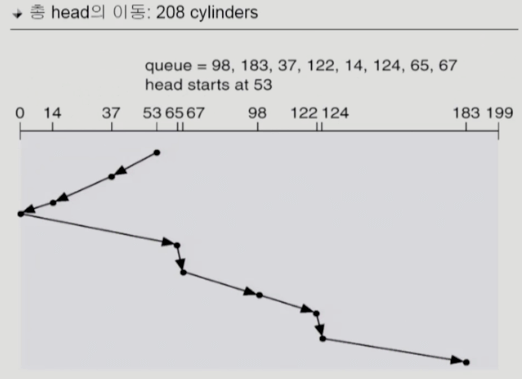 총 head의 이동: 208 cylinders
queue = 98, 183, 37, 122, 14, 124, 65, 67
head starts at 53
0 14 37 53 65 67 98 122 124 183 199